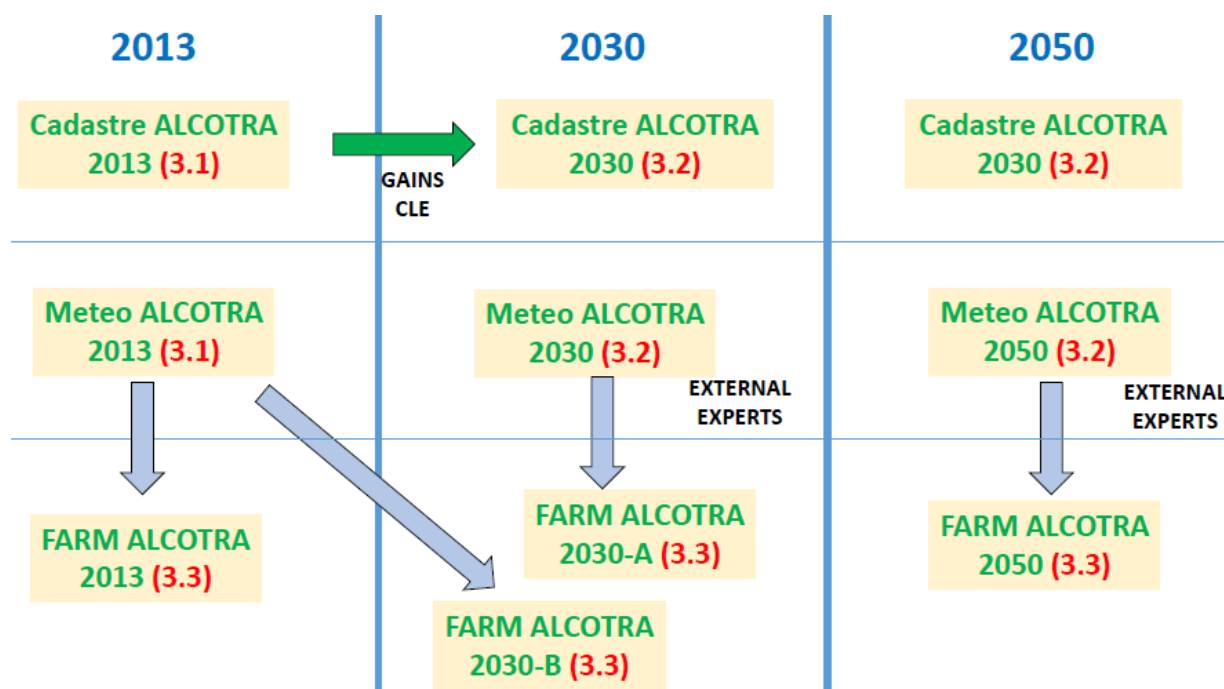 2013
2030
2050
Cadastre ALCOTRA
2013 (3.1)
GAINS
CLE
Cadastre ALCOTRA
2030 (3.2)
Cadastre ALCOTRA
2030 (3.2)
Meteo ALCOTRA
2013 (3.1)
Meteo ALCOTRA
2030 (3.2)
EXTERNAL
EXPERTS
Meteo ALCOTRA
2050 (3.2)
EXTERNAL
EXPERTS
FARM ALCOTRA
2013 (3.3)
FARM ALCOTRA
2030-A (3.3)
FARM ALCOTRA
2050 (3.3)
FARM ALCOTRA
2030-B (3.3)